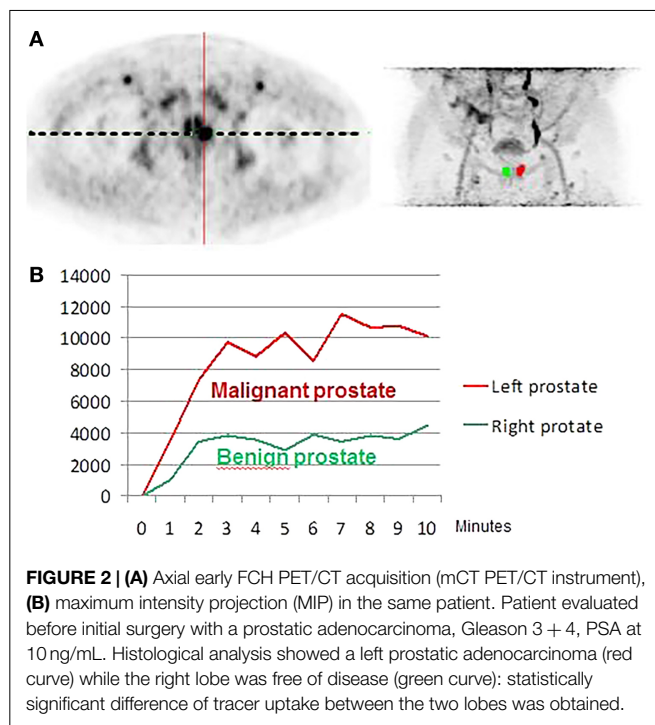 A
B
14000
12000
10000
8000
6000
4000
2000
0
Malignant prostate
Benign prostate
Left prostate
Right protate
0 1 2 3 4 5 6 7 8 9 10 Minutes
FIGURE 2 | (A) Axial early FCH PET/CT acquisition (mCT PET/CT instrument),
(B) maximum intensity projection (MIP) in the same patient. Patient evaluated
before initial surgery with a prostatic adenocarcinoma, Gleason 3 + 4, PSA at
10 ng/mL. Histological analysis showed a left prostatic adenocarcinoma (red
curve) while the right lobe was free of disease (green curve): statistically
significant difference of tracer uptake between the two lobes was obtained.